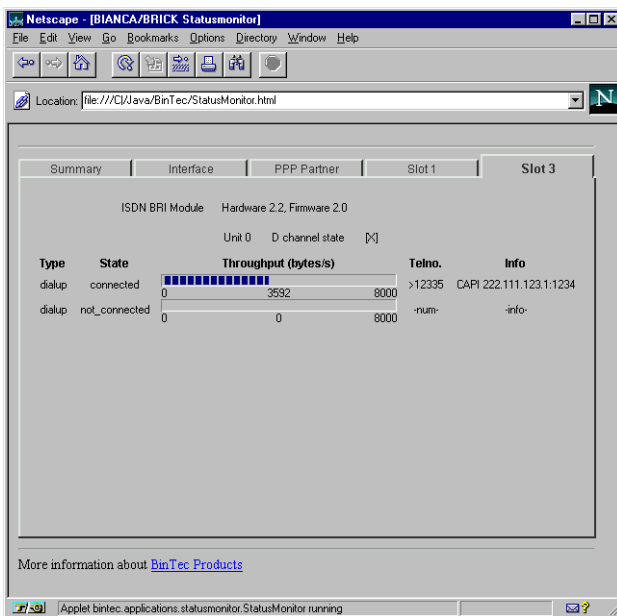 Netscape - [BIANCA/BRICK Statusmonitor]
File Edit View Go Bookmarks Options Directory Window Help
Location: file:///C|/Java/BinTec/StatusMonitor.html
N
Summary Interface PPP Partner Slot 1 Slot 3
ISDN BRI Module Hardware 2.2, Firmware 2.0
Unit 0 D channel state [X]
Type State Throughput (bytes/s) Telno. Info
dialup connected >12335 CAPI 222.111.123.1:1234
0 3592 8000
dialup not_connected -num- -info-
0 0 8000
More information about BinTec Products
Applet bintec.applications.statusmonitor.StatusMonitor running